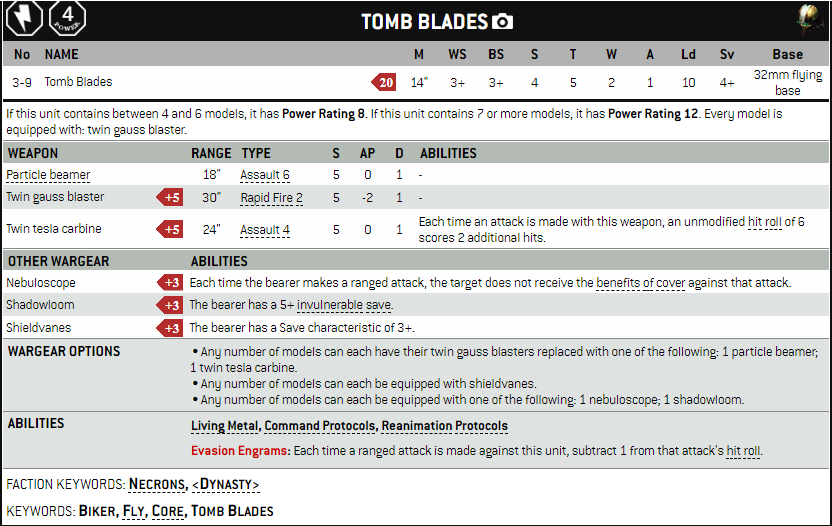 4
POWER
TOMB BLADES
No NAME M WS BS S T W A Ld Sv Base
3-9 Tomb Blades 20 14" 3+ 3+ 4 5 2 1 10 4+ 32mm flying base
If this unit contains between 4 and 6 models, it has Power Rating 8. If this unit contains 7 or more models, it has Power Rating 12. Every model is
equipped with: twin gauss blaster.
WEAPON RANGE TYPE S AP D ABILITIES
Particle beamer 18" Assault 6 5 0 1 -
Twin gauss blaster +5 30" Rapid Fire 2 5 -2 1 -
Twin tesla carbine +5 24" Assault 4 5 0 1 Each time an attack is made with this weapon, an unmodified hit roll of 6
scores 2 additional hits.
OTHER WARGEAR ABILITIES
Nebuloscope +3 Each time the bearer makes a ranged attack, the target does not receive the benefits of cover against that attack.
Shadowloom +3 The bearer has a 5+ invulnerable save.
Shieldvanes +3 The bearer has a Save characteristic of 3+.
WARGEAR OPTIONS • Any number of models can each have their twin gauss blasters replaced with one of the following: 1 particle beamer;
1 twin tesla carbine.
• Any number of models can each be equipped with shieldvanes.
• Any number of models can each be equipped with one of the following: 1 nebuloscope; 1 shadowloom.
ABILITIES Living Metal, Command Protocols, Reanimation Protocols
Evasion Engrams: Each time a ranged attack is made against this unit, subtract 1 from that attack's hit roll.
FACTION KEYWORDS: NECRONS, <DYNASTY>
KEYWORDS: BIKER, FLY, CORE, TOMB BLADES